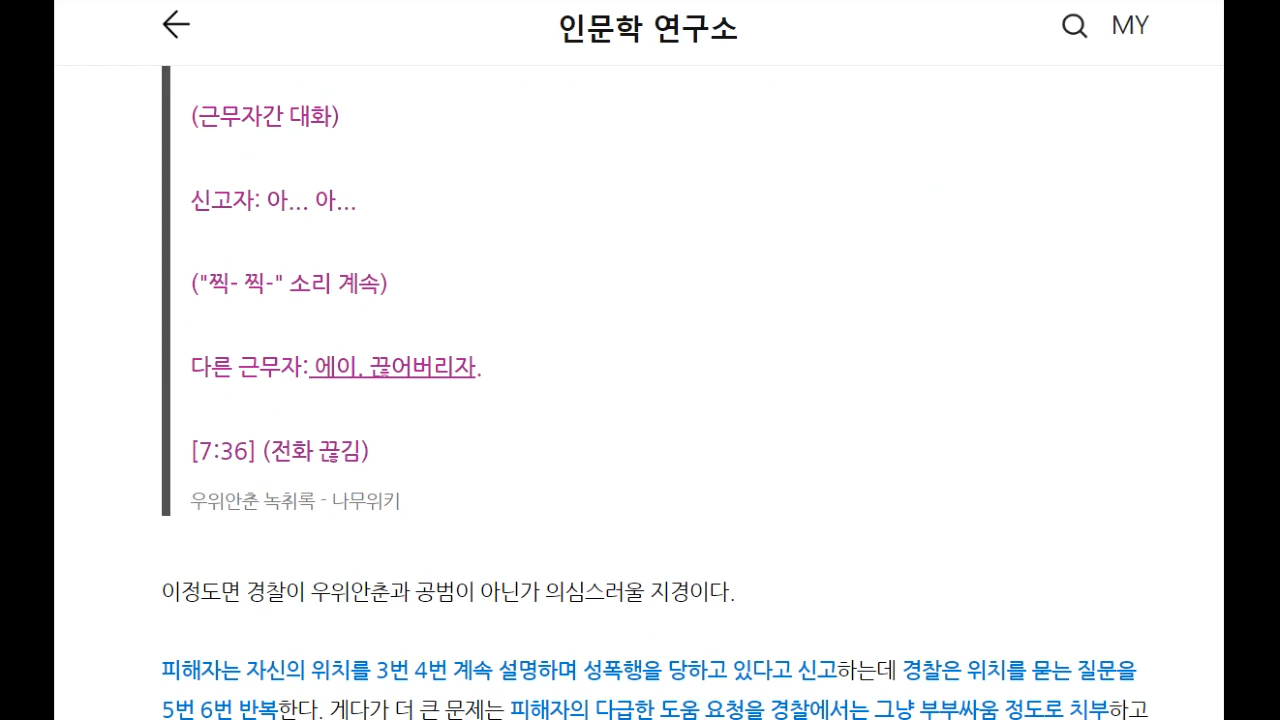 인문학 연구소
MY
(근무자간 대화)
신고자: 아... 아...
("찍- 찍-" 소리 계속)
다른 근무자: 에이. 끊어버리자.
[7:36] (전화 끊김)
우위안춘 녹취록 - 나무위키
이정도면 경찰이 우위안춘과 공범이 아닌가 의심스러울 지경이다.
피해자는 자신의 위치를 3번 4번 계속 설명하며 성폭행을 당하고 있다고 신고하는데 경찰은 위치를 묻는 질문을
5번 6번 반복한다. 게다가 더 큰 문제는 피해자의 다급한 도움 요청을 경찰에서는 그냥 부부싸움 정도로 치부하고